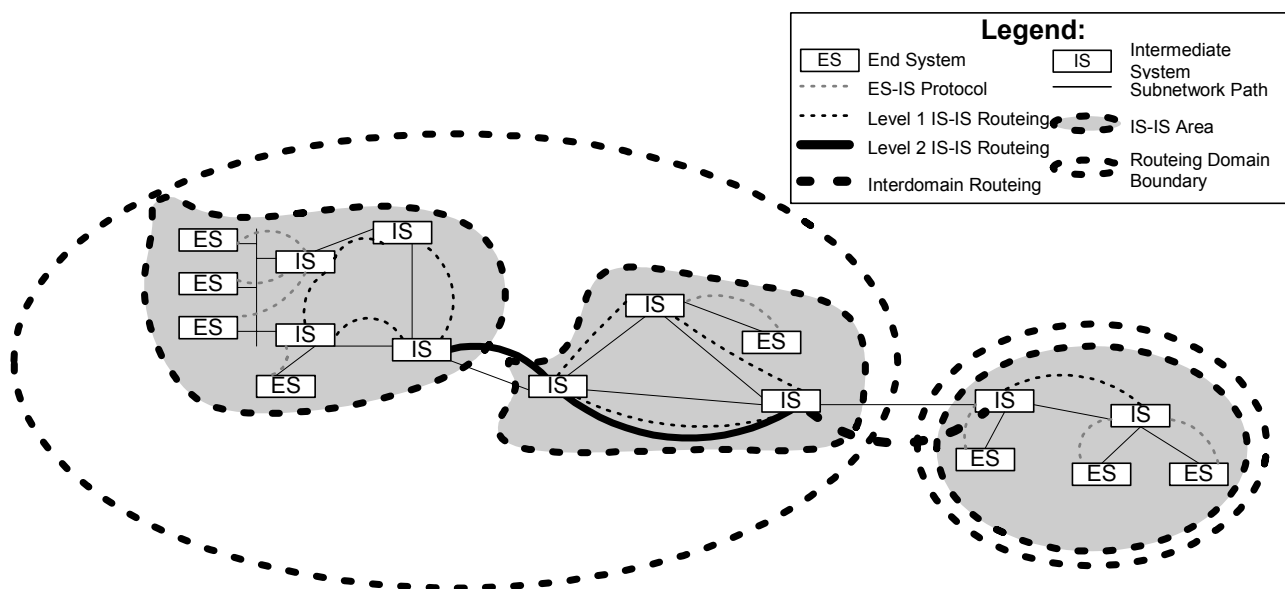 Legend:
ES End System
IS Intermediate System
ES-IS Protocol
Subnetwork Path
Level 1 IS-IS Routeing
IS-IS Area
Level 2 IS-IS Routeing
Routeing Domain Boundary
Interdomain Routeing
IS
ES
IS
ES
IS
ES
IS
IS
ES
IS
ES
IS
IS
IS
IS
ES
ES
ES